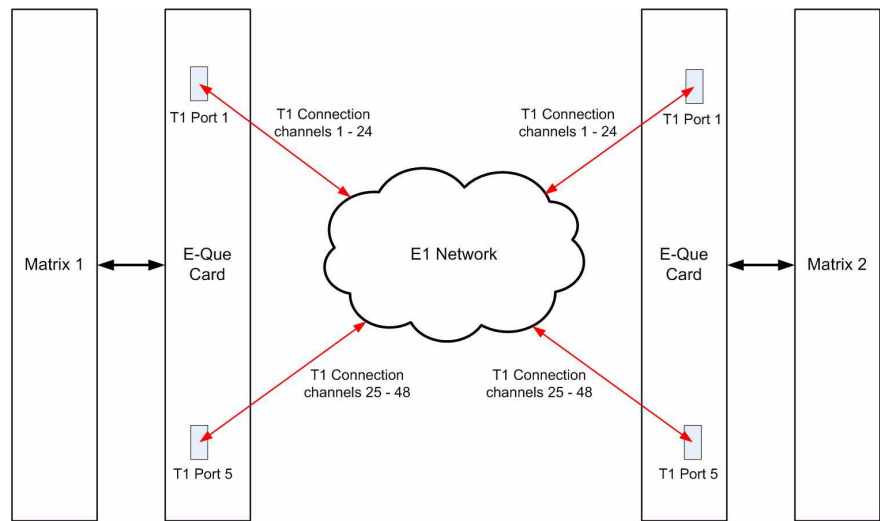 T1 Port 1
T1 Connection
channels 1 - 24
T1 Connection
channels 1 - 24
T1 Port 1
Matrix 1
E-Que
Card
E1 Network
E-Que
Card
Matrix 2
T1 Connection
channels 25 - 48
T1 Connection
channels 25 - 48
T1 Port 5
T1 Port 5